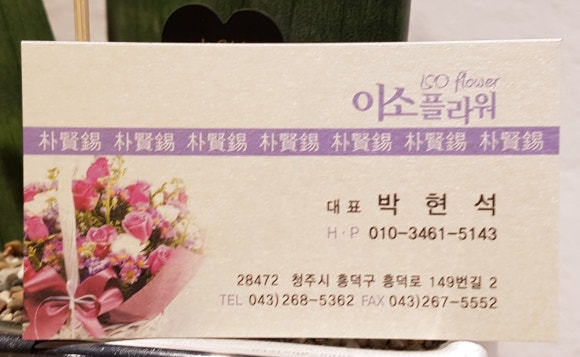 ISO flower
이소플라워
朴賢錫 朴賢錫 朴賢錫 朴賢錫 朴賢錫 朴賢錫 朴賢錫
대표 박 현 석
H·P 010-3461-5143
28472 청주시 흥덕구 흥덕로 149번길 2
TEL 043)268-5362 FAX 043)267-5552